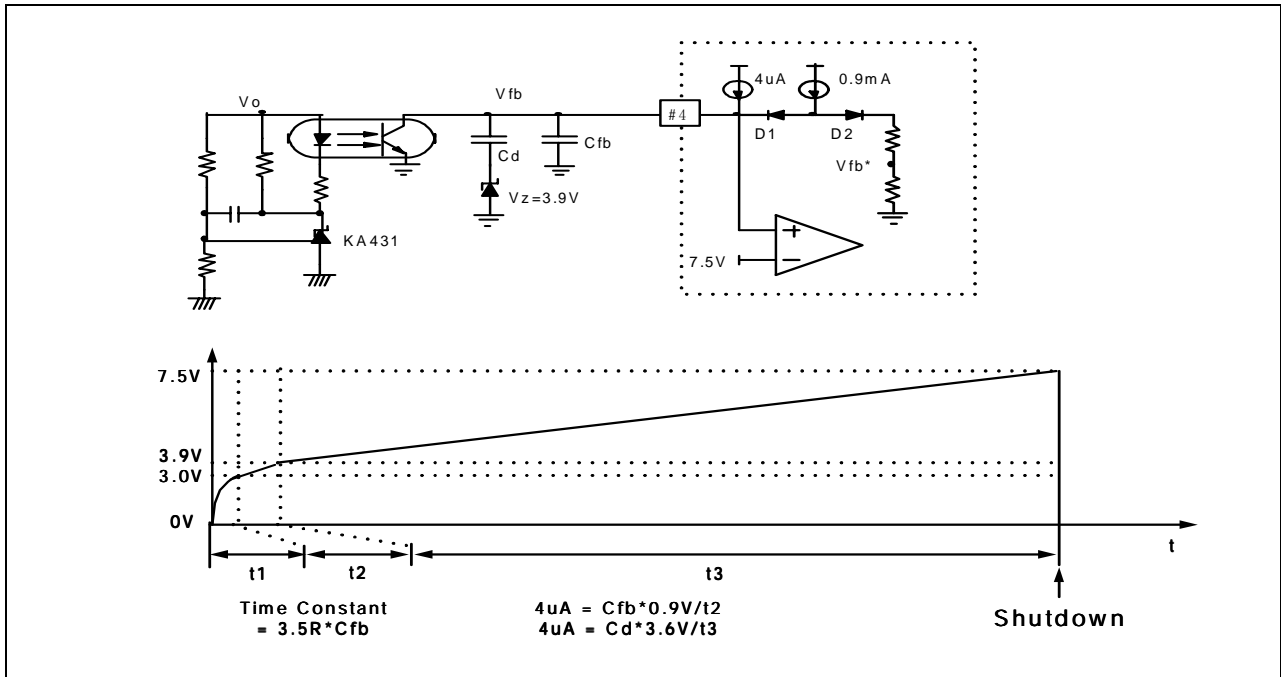 4uA 0.9mA
Vo Vfb #4
D1 D2
Cd Cfb Vfb*
Vz=3.9V
KA431
7.5V
7.5V
3.9V
3.0V
0V
t
t1 t2 t3
Time Constant
= 3.5R*Cfb
4uA = Cfb*0.9V/t2
4uA = Cd*3.6V/t3
Shutdown
+
−